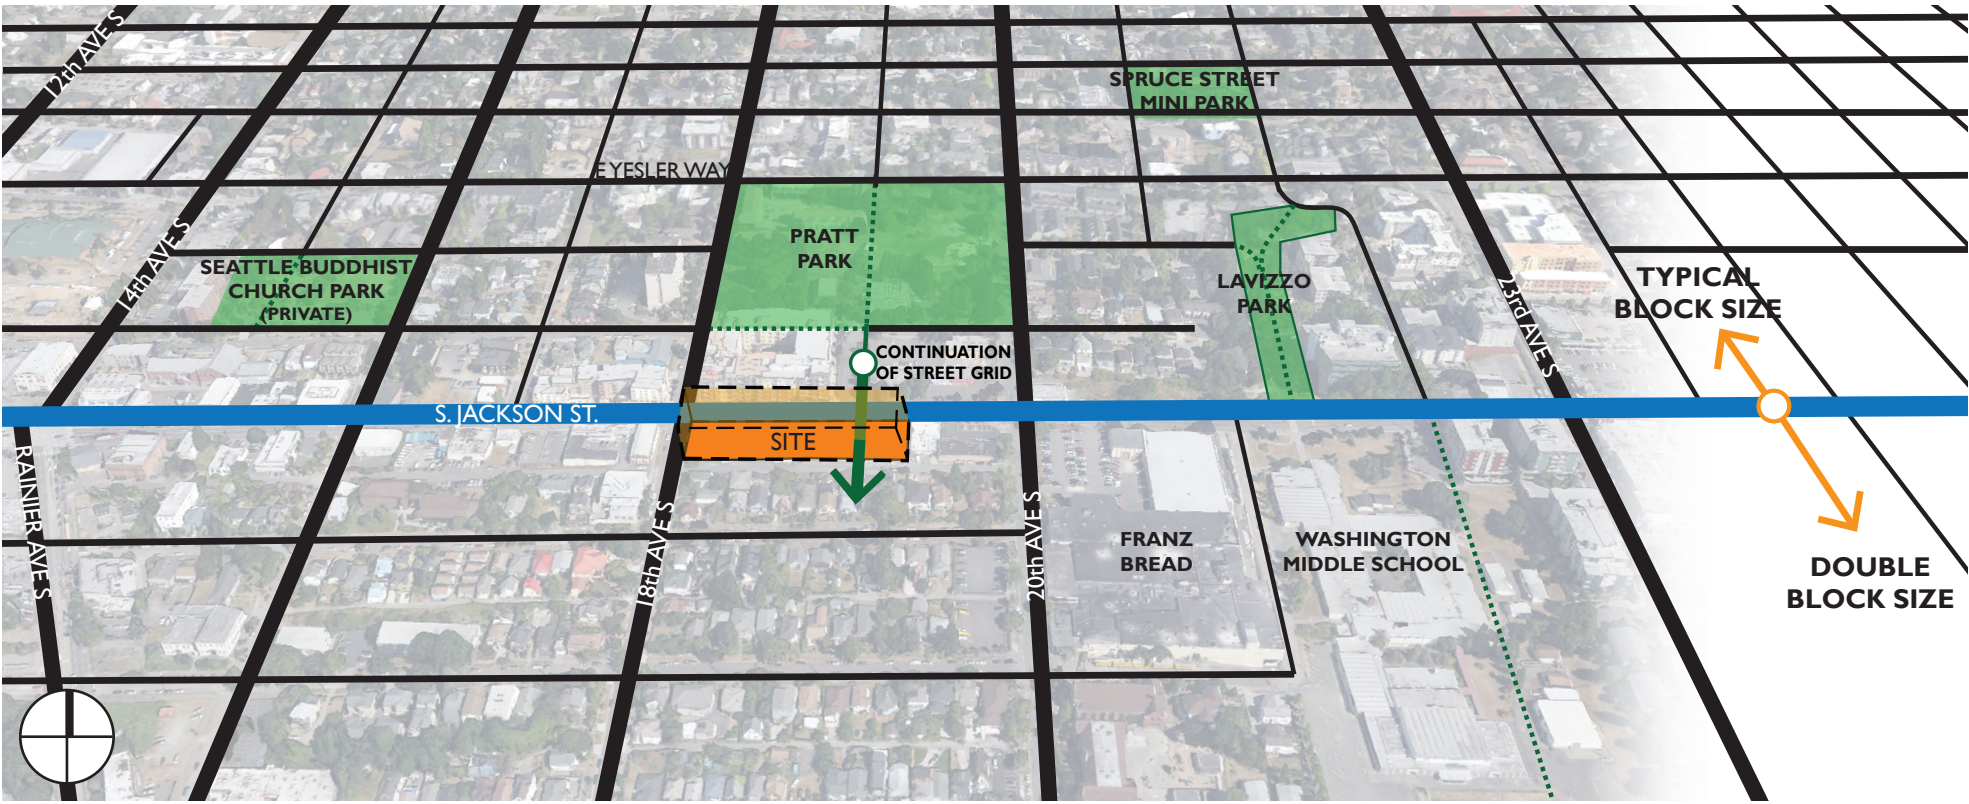 12th AVE S
SPRUCE STREET
MINI PARK
E YESLER WAY
14th AVE S
PRATT
PARK
SEATTLE BUDDHIST
CHURCH PARK
(PRIVATE)
LAVIZZO
PARK
23rd AVE S
TYPICAL
BLOCK SIZE
CONTINUATION
OF STREET GRID
S. JACKSON ST.
SITE
RAINIER AVE S
18th AVE S
20th AVE S
FRANZ
BREAD
WASHINGTON
MIDDLE SCHOOL
DOUBLE
BLOCK SIZE